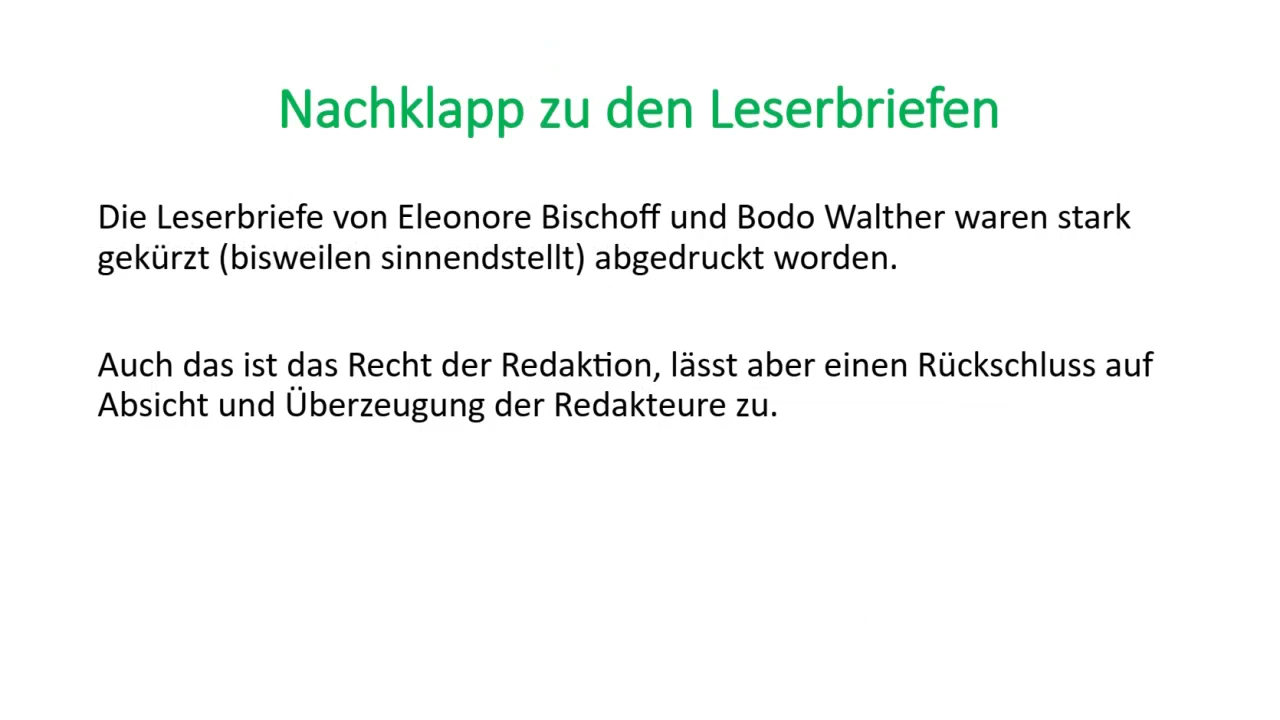 Nachklapp zu den Leserbriefen
Die Leserbriefe von Eleonore Bischoff und Bodo Walther waren stark
gekürzt (bisweilen sinnendstellt) abgedruckt worden.
Auch das ist das Recht der Redaktion, lässt aber einen Rückschluss auf
Absicht und Überzeugung der Redakteure zu.